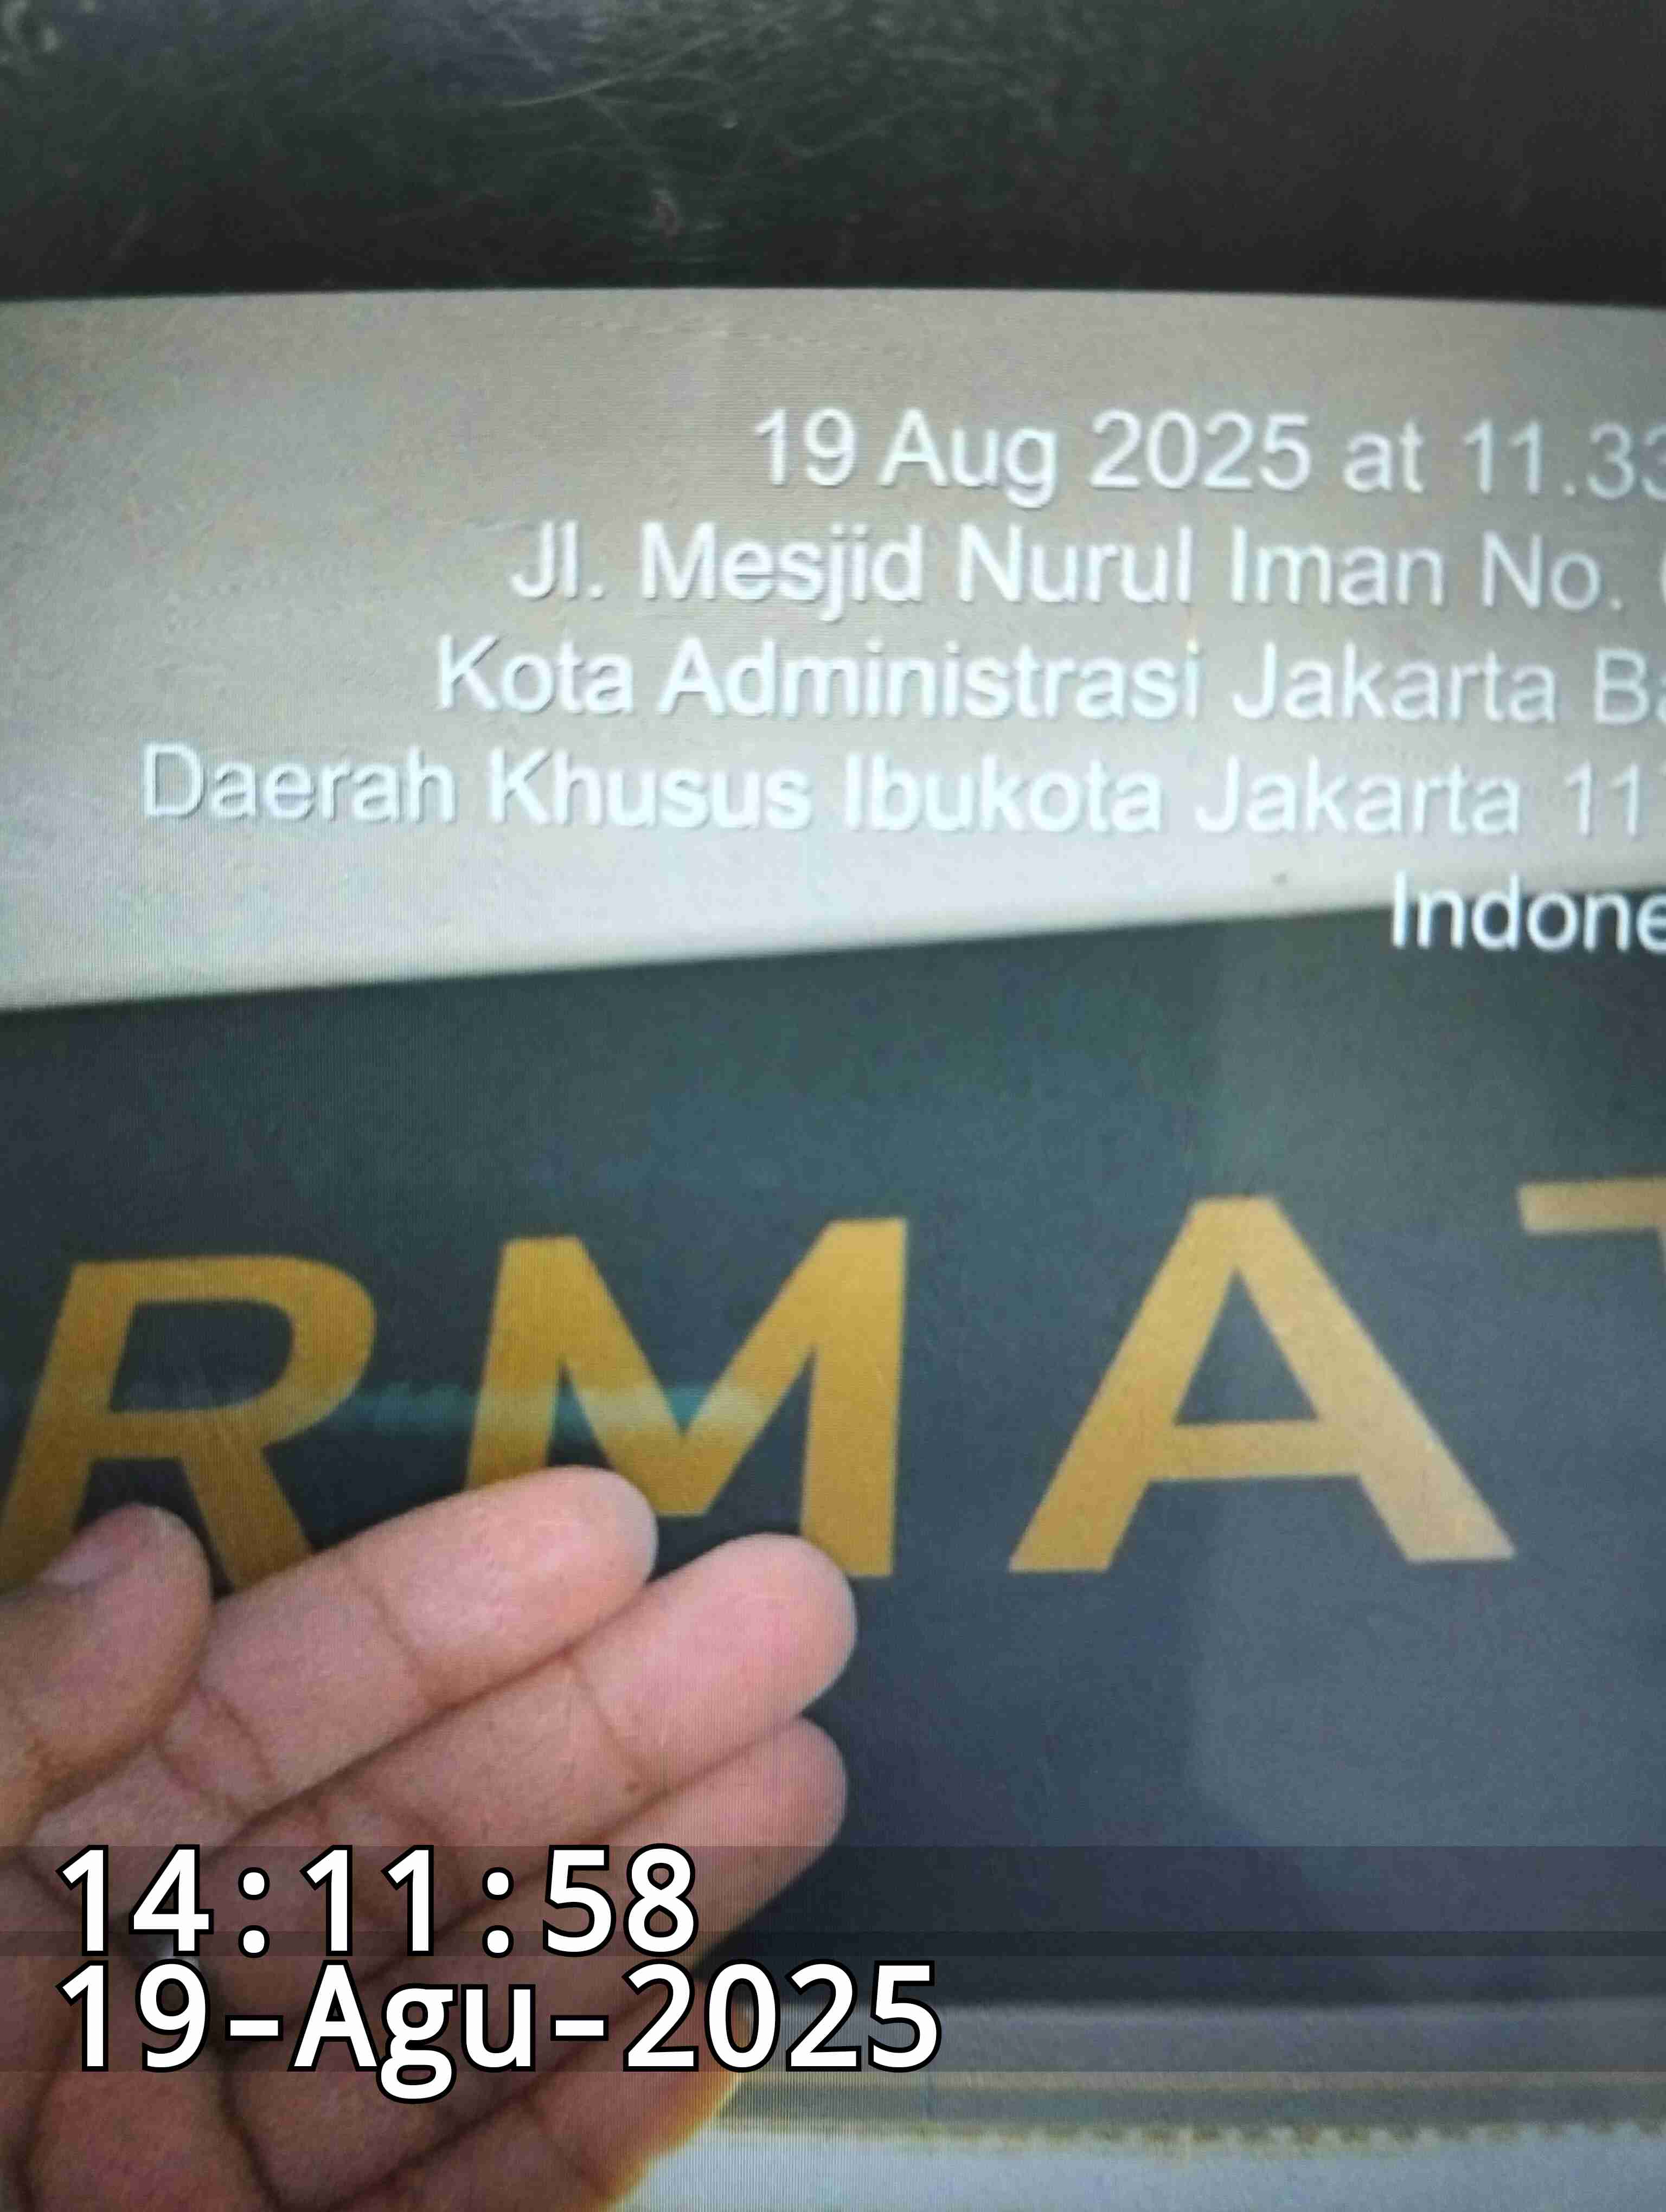 19 Aug 2025 at 11.33
Jl. Mesjid Nurul Iman No.
Kota Administrasi Jakarta
Daerah Khusus Ibukota Jakarta 11
RMA
14:11:58
19-Agu-2025